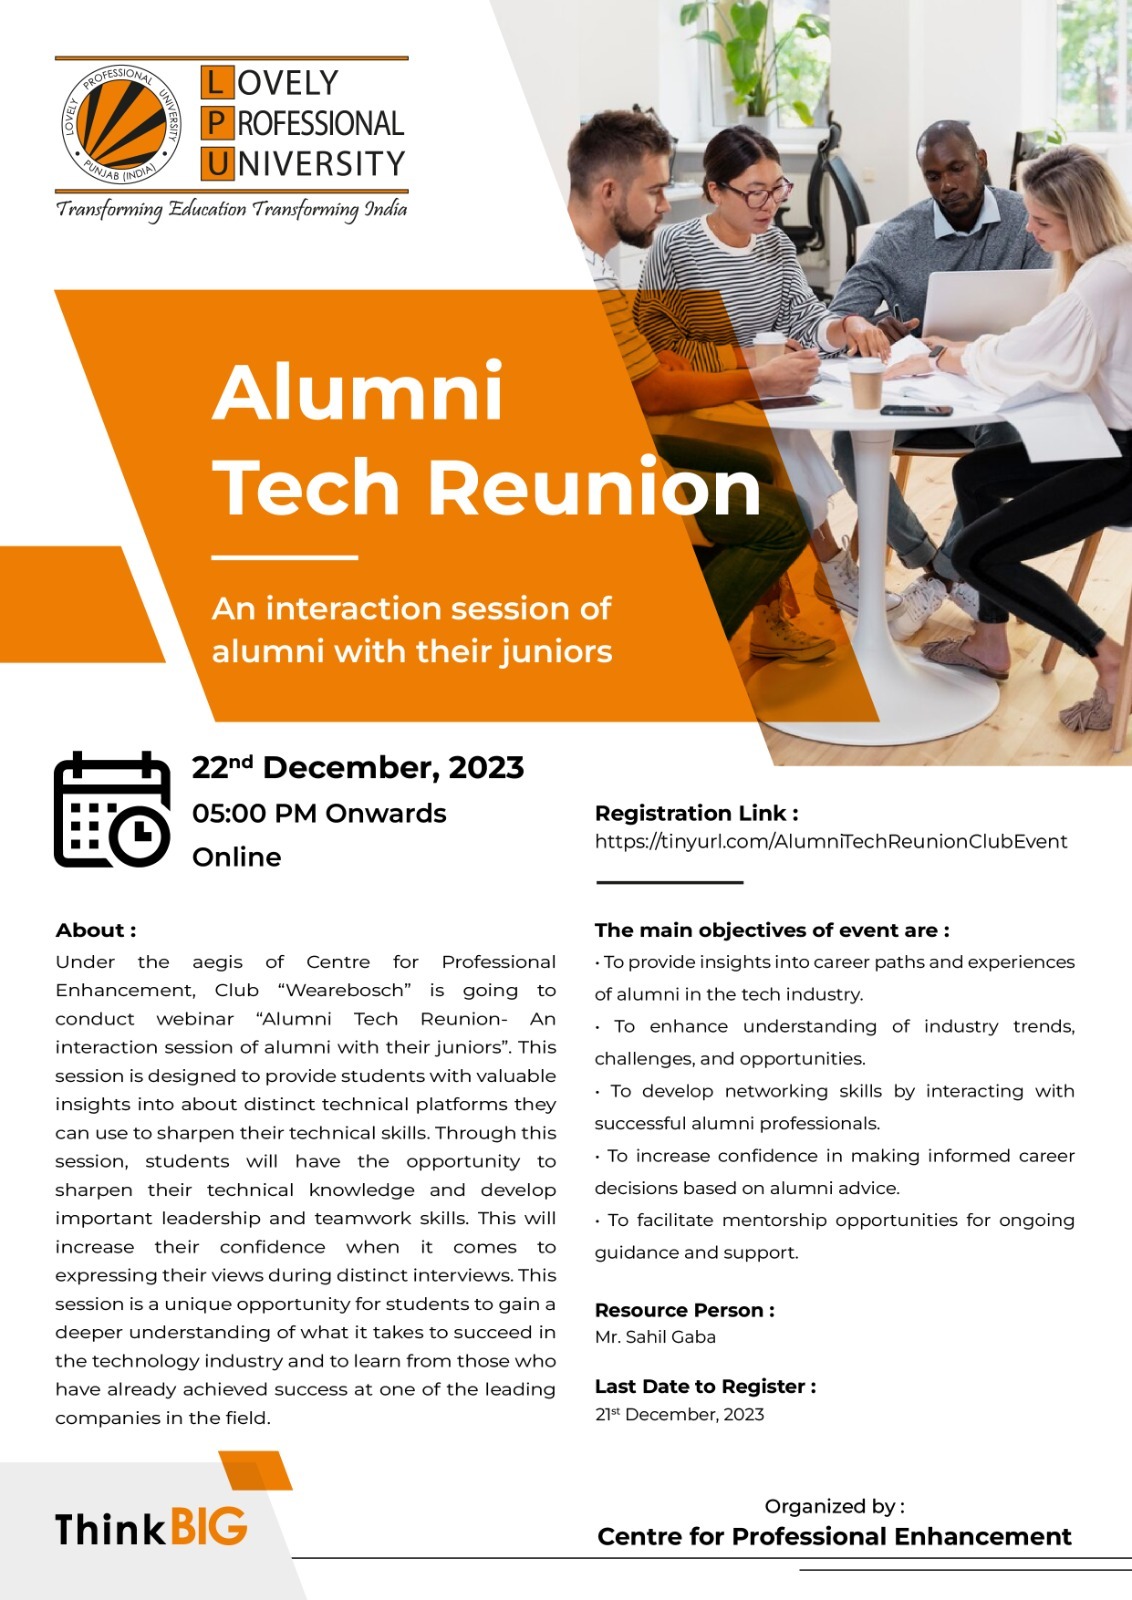 LOVELY PROFESSIONAL UNIVERSITY
PUNJAB (INDIA)
LOVELY
PROFESSIONAL
UNIVERSITY
Transforming Education Transforming India
Alumni
Tech Reunion
An interaction session of
alumni with their juniors
22nd December, 2023
05:00 PM Onwards
Online
Registration Link :
https://tinyurl.com/AlumniTechReunionClubEvent
About :
Under the aegis of Centre for Professional
Enhancement, Club “Wearebosch” is going to
conduct webinar “Alumni Tech Reunion- An
interaction session of alumni with their juniors”. This
session is designed to provide students with valuable
insights into about distinct technical platforms they
can use to sharpen their technical skills. Through this
session, students will have the opportunity to
sharpen their technical knowledge and develop
important leadership and teamwork skills. This will
increase their confidence when it comes to
expressing their views during distinct interviews. This
session is a unique opportunity for students to gain a
deeper understanding of what it takes to succeed in
the technology industry and to learn from those who
have already achieved success at one of the leading
companies in the field.
The main objectives of event are :
• To provide insights into career paths and experiences
of alumni in the tech industry.
• To enhance understanding of industry trends,
challenges, and opportunities.
• To develop networking skills by interacting with
successful alumni professionals.
• To increase confidence in making informed career
decisions based on alumni advice.
• To facilitate mentorship opportunities for ongoing
guidance and support.
Resource Person :
Mr. Sahil Gaba
Last Date to Register :
21st December, 2023
ThinkBIG
Organized by :
Centre for Professional Enhancement